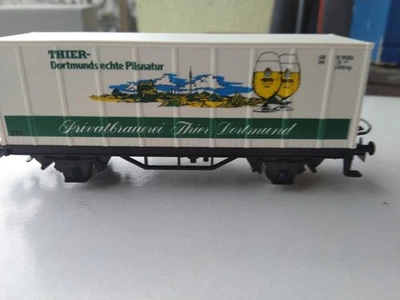 THIER-
Dortmunds echte Pilsnatur
Privatbrauerei Thier Dortmund